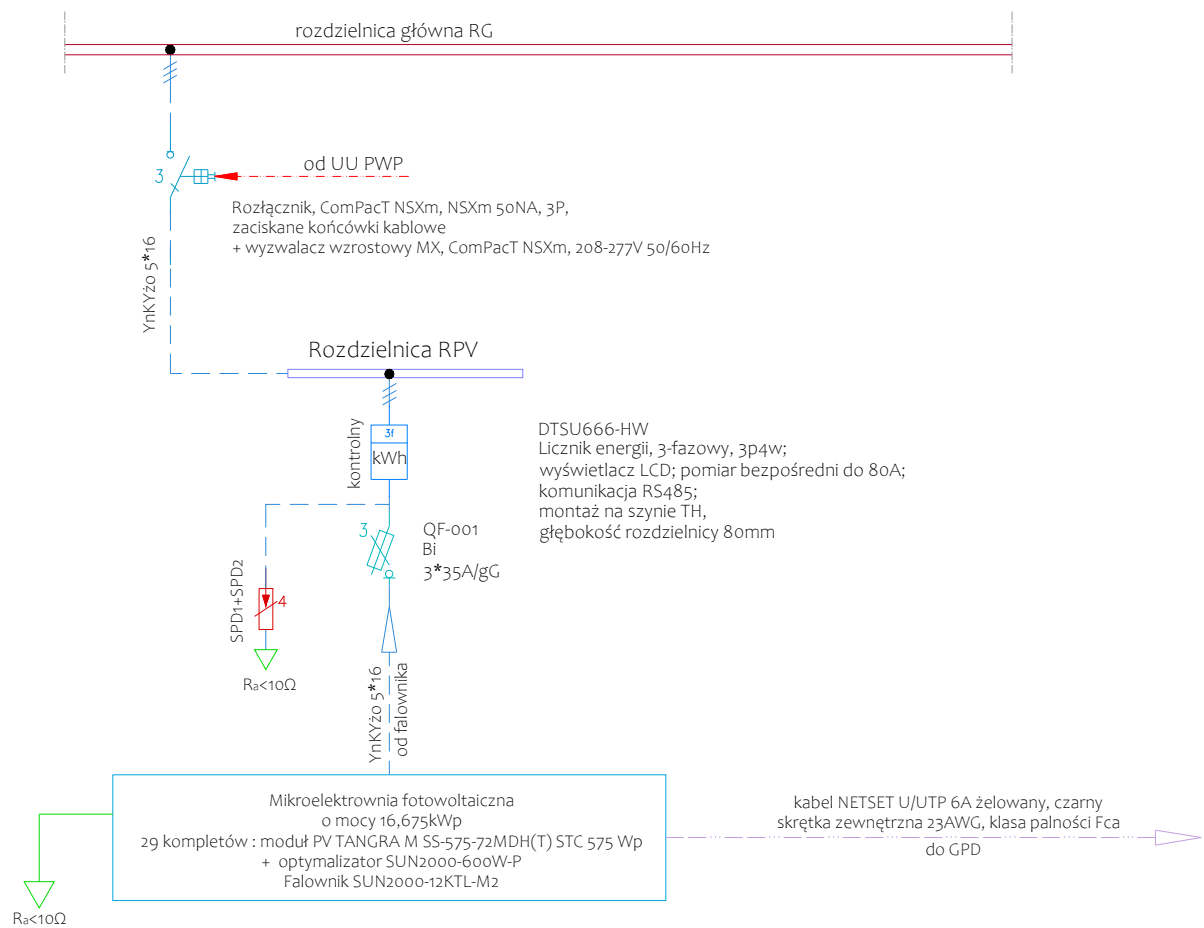 rozdzielnica główna RG
od UU PWP
3
Rozłącznik, ComPacT NSXm, NSXm 50NA, 3P,
zaciskane końcówki kablowe
+ wyzwalacz wzrostowy MX, ComPacT NSXm, 208-277V 50/60Hz
YnKYżo 5*16
Rozdzielnica RPV
kontrolny
3f
kWh
DTSU666-HW
Licznik energii, 3-fazowy, 3p4w;
wyświetlacz LCD; pomiar bezpośredni do 80A;
komunikacja RS485;
montaż na szynie TH,
głębokość rozdzielnicy 80mm
3
QF-001
Bi
3*35A/gG
SPD1+SPD2
4
Ra<10Ω
YnKYżo 5*16
od falownika
Mikroelektrownia fotowoltaiczna
o mocy 16,675kWp
29 kompletów : moduł PV TANGRA M SS-575-72MDH(T) STC 575 Wp
+ optymalizator SUN2000-600W-P
Falownik SUN2000-12KTL-M2
kabel NETSET U/UTP 6A żelowany, czarny
skrętka zewnętrzna 23AWG, klasa palności Fca
do GPD
Ra<10Ω